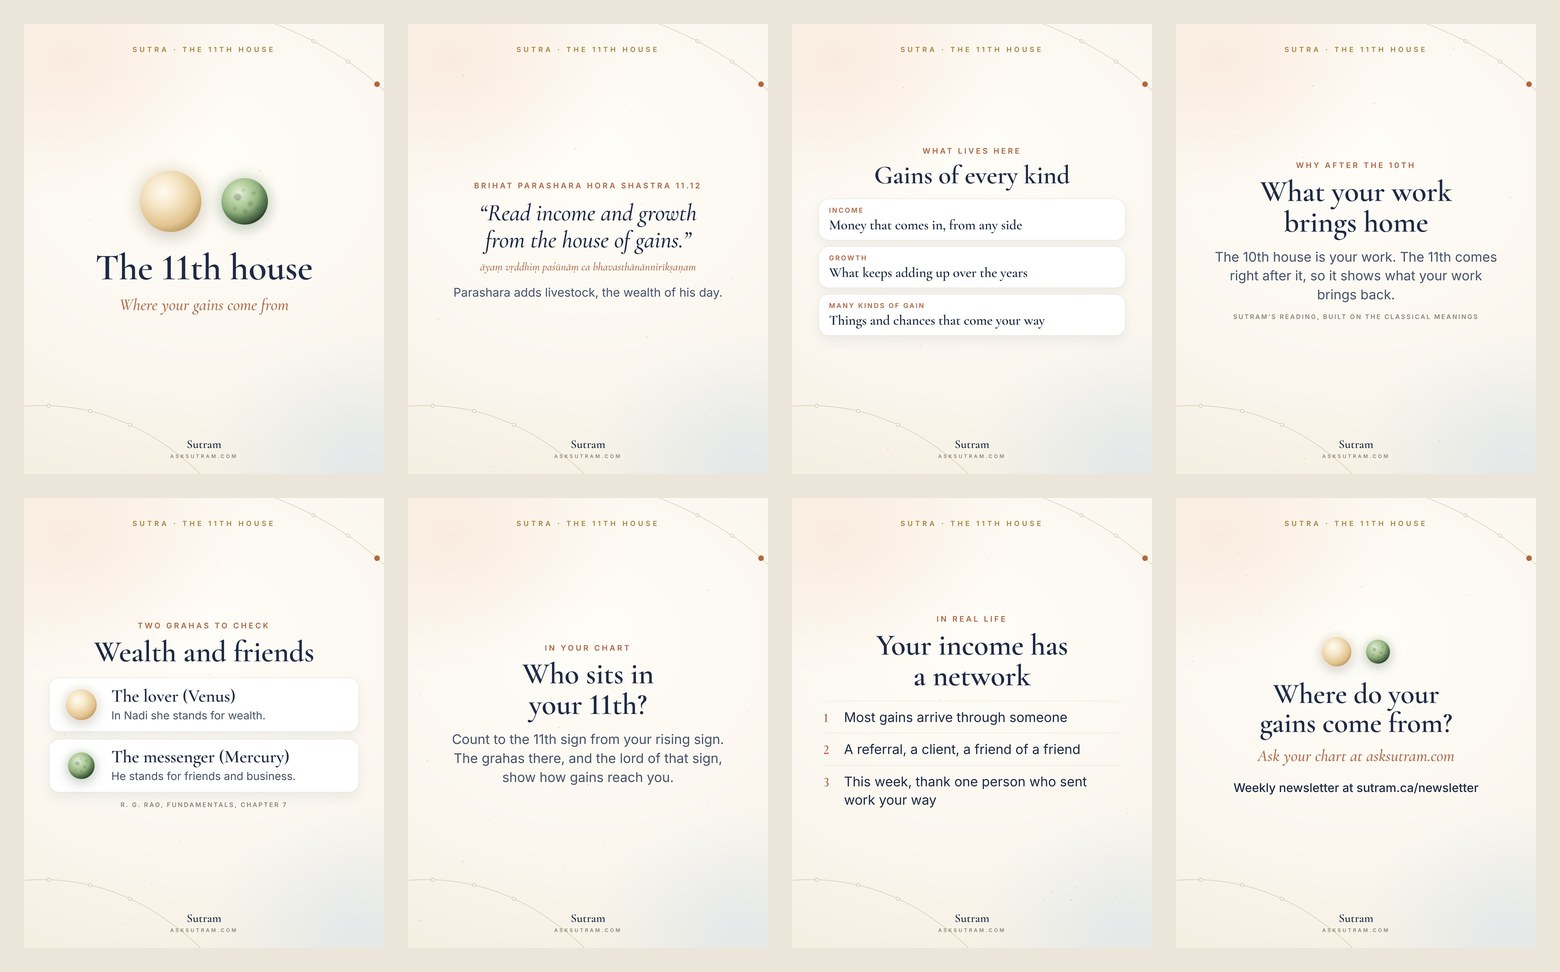 SUTRA · THE 11TH HOUSE
The 11th house
Where your gains come from
Sutram
ASKSUTRAM.COM
SUTRA · THE 11TH HOUSE
BRIHAT PARASHARA HORA SHASTRA 11.12
“Read income and growth
from the house of gains.”
āyaṃ vṛddhiṃ paśūnāṃ ca bhavasthānānnirīkṣaṇam
Parashara adds livestock, the wealth of his day.
Sutram
ASKSUTRAM.COM
SUTRA · THE 11TH HOUSE
WHAT LIVES HERE
Gains of every kind
INCOME
Money that comes in, from any side
GROWTH
What keeps adding up over the years
MANY KINDS OF GAIN
Things and chances that come your way
Sutram
ASKSUTRAM.COM
SUTRA · THE 11TH HOUSE
WHY AFTER THE 10TH
What your work
brings home
The 10th house is your work. The 11th comes
right after it, so it shows what your work
brings back.
SUTRAM’S READING, BUILT ON THE CLASSICAL MEANINGS
Sutram
ASKSUTRAM.COM
SUTRA · THE 11TH HOUSE
TWO GRAHAS TO CHECK
Wealth and friends
The lover (Venus)
In Nadi she stands for wealth.
The messenger (Mercury)
He stands for friends and business.
R. G. RAO, FUNDAMENTALS, CHAPTER 7
Sutram
ASKSUTRAM.COM
SUTRA · THE 11TH HOUSE
IN YOUR CHART
Who sits in
your 11th?
Count to the 11th sign from your rising sign.
The grahas there, and the lord of that sign,
show how gains reach you.
Sutram
ASKSUTRAM.COM
SUTRA · THE 11TH HOUSE
IN REAL LIFE
Your income has
a network
1 Most gains arrive through someone
2 A referral, a client, a friend of a friend
3 This week, thank one person who sent
work your way
Sutram
ASKSUTRAM.COM
SUTRA · THE 11TH HOUSE
Where do your
gains come from?
Ask your chart at asksutram.com
Weekly newsletter at sutram.ca/newsletter
Sutram
ASKSUTRAM.COM